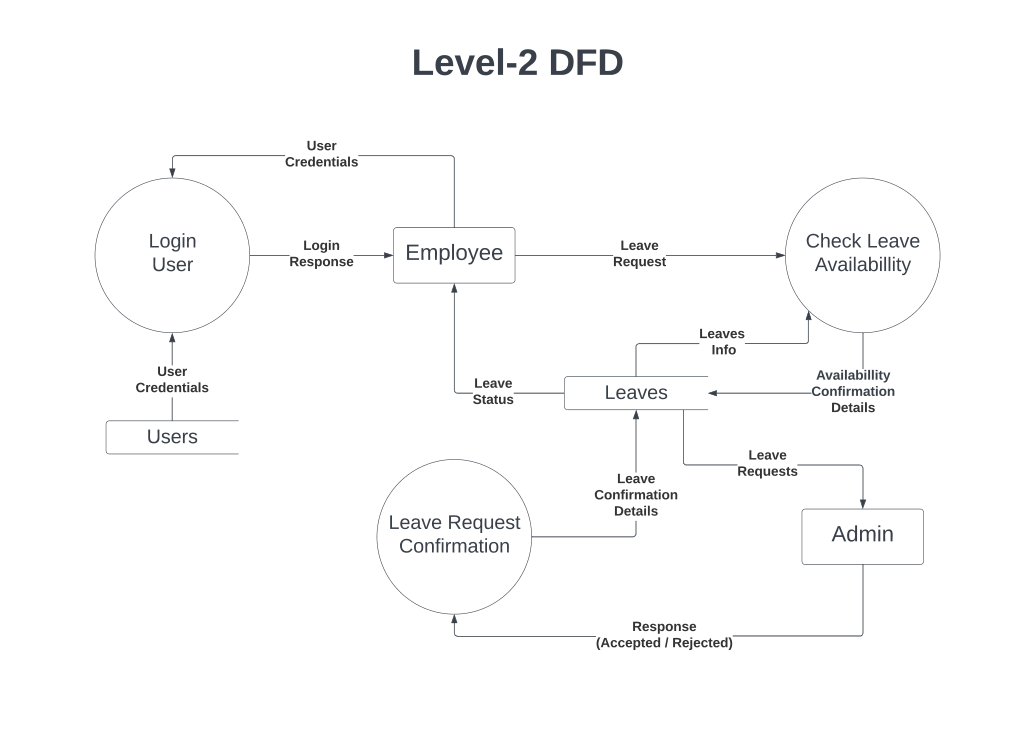 Level-2 DFD
User
Credentials
Login
User
Login
Response
Employee
Leave
Request
Check Leave
Availabillity
Leaves
Info
User
Credentials
Leave
Status
Leaves
Availabillity
Confirmation
Details
Users
Leave
Requests
Leave
Confirmation
Details
Leave Request
Confirmation
Admin
Response
(Accepted / Rejected)